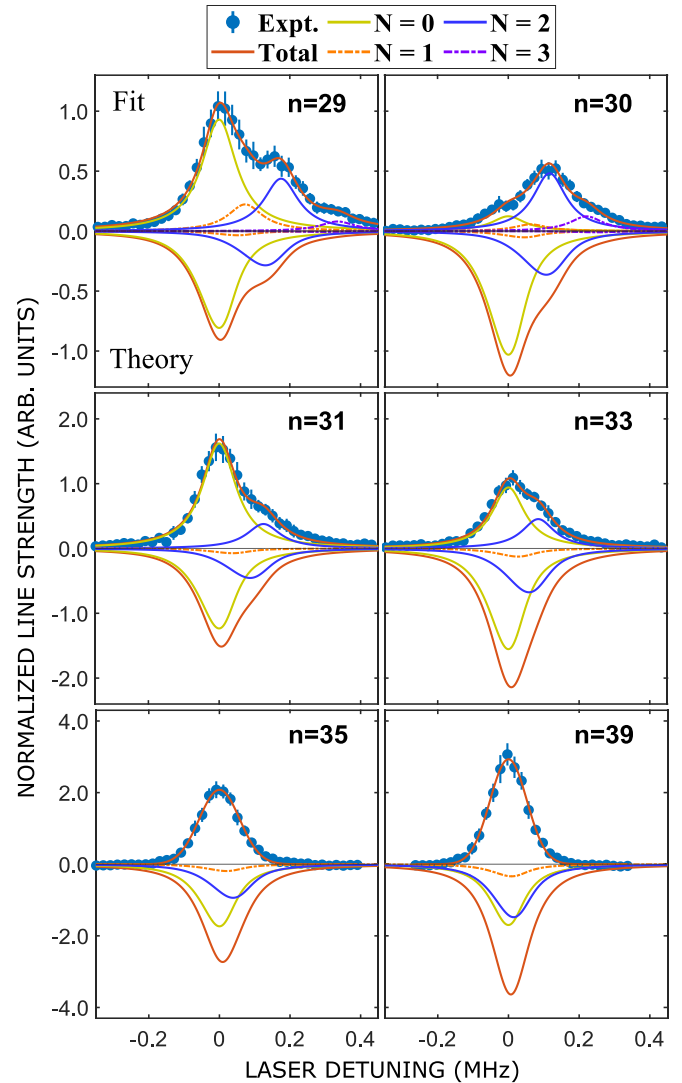 Expt. N = 0 N = 2
Total N = 1 N = 3
Fit n=29 n=30
1.0
0.5
0.0
-0.5
-1.0
Theory
n=31 n=33
2.0
1.0
0.0
-1.0
-2.0
n=35 n=39
4.0
2.0
0.0
-2.0
-4.0
-0.2 0 0.2 0.4 -0.2 0 0.2 0.4
NORMALIZED LINE STRENGTH (ARB. UNITS)
LASER DETUNING (MHz)